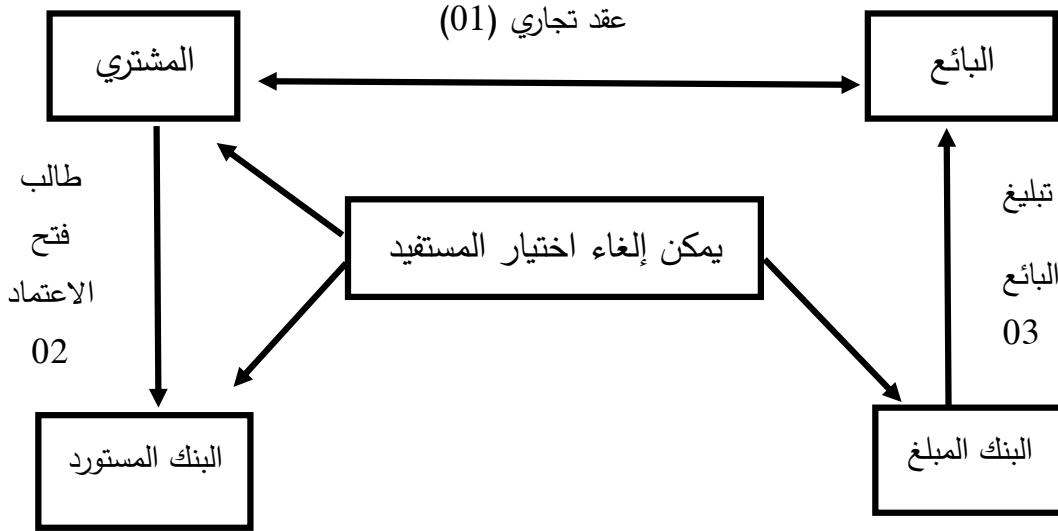 عقد تجاري (01)
البائع
المشتري
تبليغ
البائع
03
طالب
فتح
الاعتماد
02
يمكن إلغاء اختيار المستفيد
البنك المبلغ
البنك المستورد